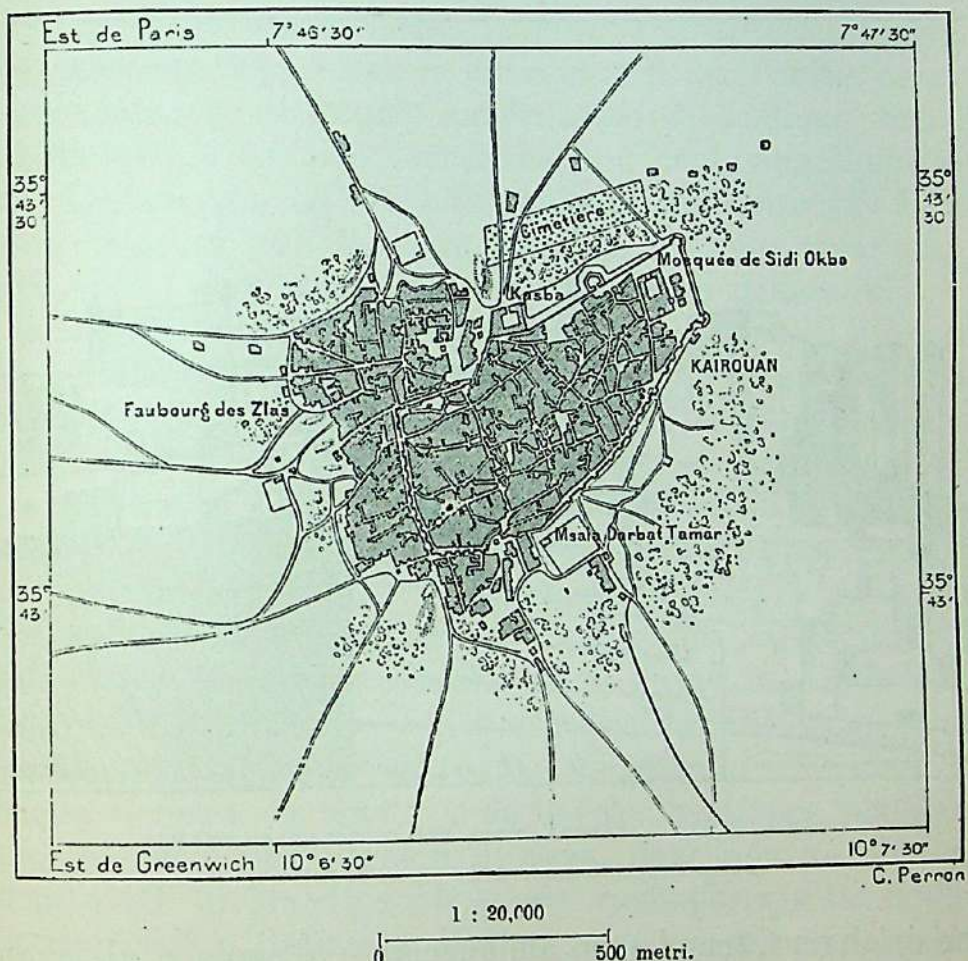 Est de Paris 7° 46' 30" 7° 47' 30"
35° 43' 30" 35° 43' 30"
Cimetière
Mosquée de Sidi Okba
Kasba
KAIROUAN
Faubourg des Zlas
Msala Darbat Tamar
35° 43' 35° 43'
Est de Greenwich 10° 6' 30" 10° 7' 30"
C. Perron
1 : 20,000
0 500 metri.